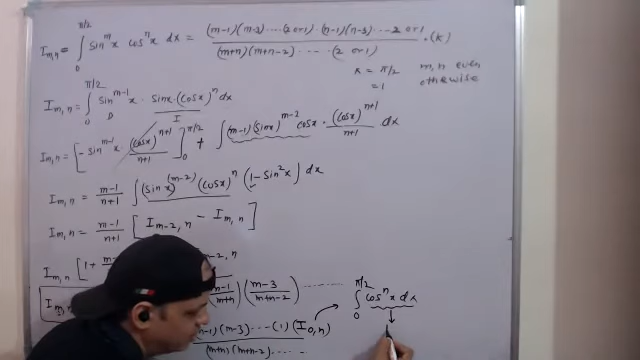 I_{m,n} = ∫_0^{π/2} sin^m x cos^n x dx = (m-1)(m-3)....(2 or 1).(n-1)(n-3)....2 or 1 / (m+n)(m+n-2)......(2 or 1) .(K)
K = π/2 m,n even
= 1 otherwise
I_{m,n} = ∫_0^{π/2} sin^{m-1} x . sinx.(cosx)^n dx
D I
I_{m,n} = [-sin^{m-1} x . (cosx)^{n+1} / n+1]_0^{π/2} + ∫ (m-1)(sinx)^{m-2} cosx . (cosx)^{n+1} / n+1 dx
I_{m,n} = m-1 / n+1 ∫ (sinx)^{(m-2)} (cosx)^n (1-sin²x) dx
I_{m,n} = m-1 / n+1 [I_{m-2,n} - I_{m,n}]
I_{m,n} [1 + -2,n
(m-3 / m+n-2) ......
∫_0^{π/2} cos^n x dx
(m-3)...(1) (I_{0,n})
(m+n)(m+n-2)....